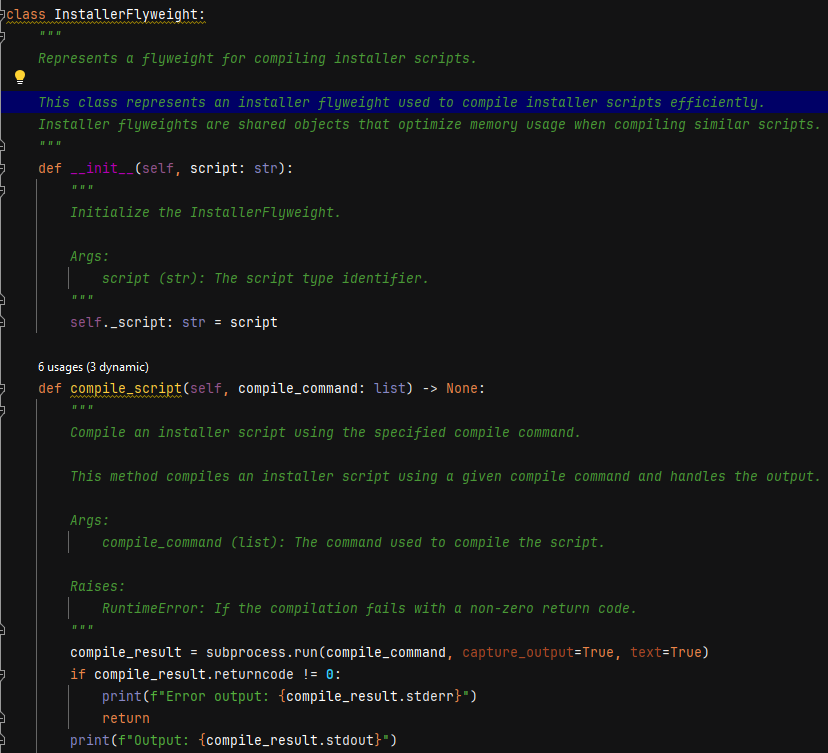 class InstallerFlyweight:
    """
    Represents a flyweight for compiling installer scripts.

    This class represents an installer flyweight used to compile installer scripts efficiently.
    Installer flyweights are shared objects that optimize memory usage when compiling similar scripts.
    """
    def __init__(self, script: str):
        """
        Initialize the InstallerFlyweight.

        Args:
            script (str): The script type identifier.
        """
        self._script: str = script

    6 usages (3 dynamic)
    def compile_script(self, compile_command: list) -> None:
        """
        Compile an installer script using the specified compile command.

        This method compiles an installer script using a given compile command and handles the output.

        Args:
            compile_command (list): The command used to compile the script.

        Raises:
            RuntimeError: If the compilation fails with a non-zero return code.
        """
        compile_result = subprocess.run(compile_command, capture_output=True, text=True)
        if compile_result.returncode != 0:
            print(f"Error output: {compile_result.stderr}")
            return
        print(f"Output: {compile_result.stdout}")